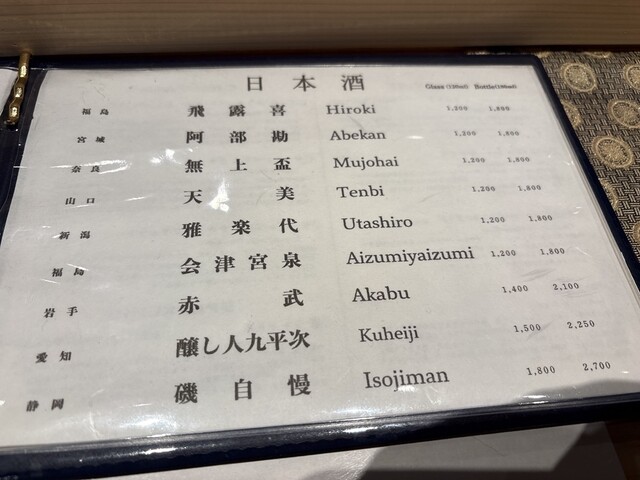 日本酒 Glass (120ml) Bottle(180ml)
福島 飛露喜 Hiroki 1,200 1,800
宮城 阿部勘 Abekan 1,200 1,800
奈良 無上盃 Mujohai 1,200 1,800
山口 天美 Tenbi 1,200 1,800
新潟 雅楽代 Utashiro 1,200 1,800
福島 会津宮泉 Aizumiyaizumi 1,200 1,800
岩手 赤武 Akabu 1,400 2,100
愛知 醸し人九平次 Kuheiji 1,500 2,250
静岡 磯自慢 Isojiman 1,800 2,700